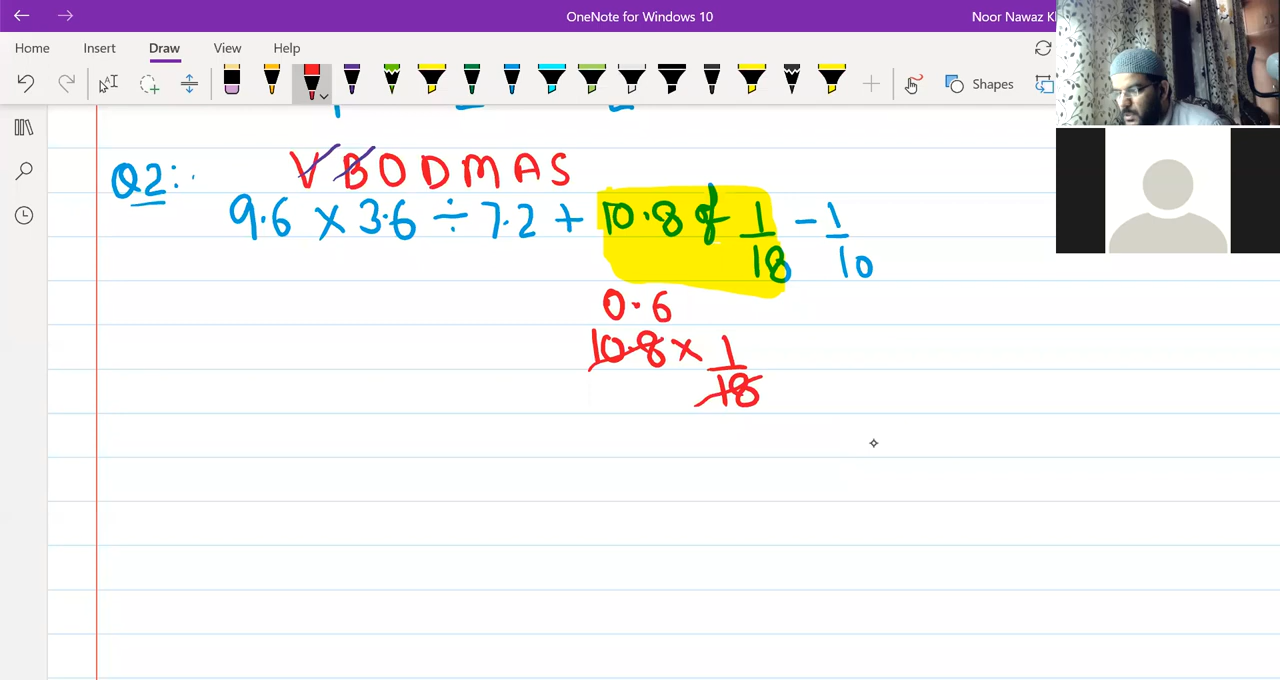 OneNote for Windows 10
Noor Nawaz K
Home Insert Draw View Help
Shapes
Q2:.
V B O D M A S
9.6 × 3.6 ÷ 7.2 + 10.8 of 1/18 - 1/10
0.6
10.8 × 1/18